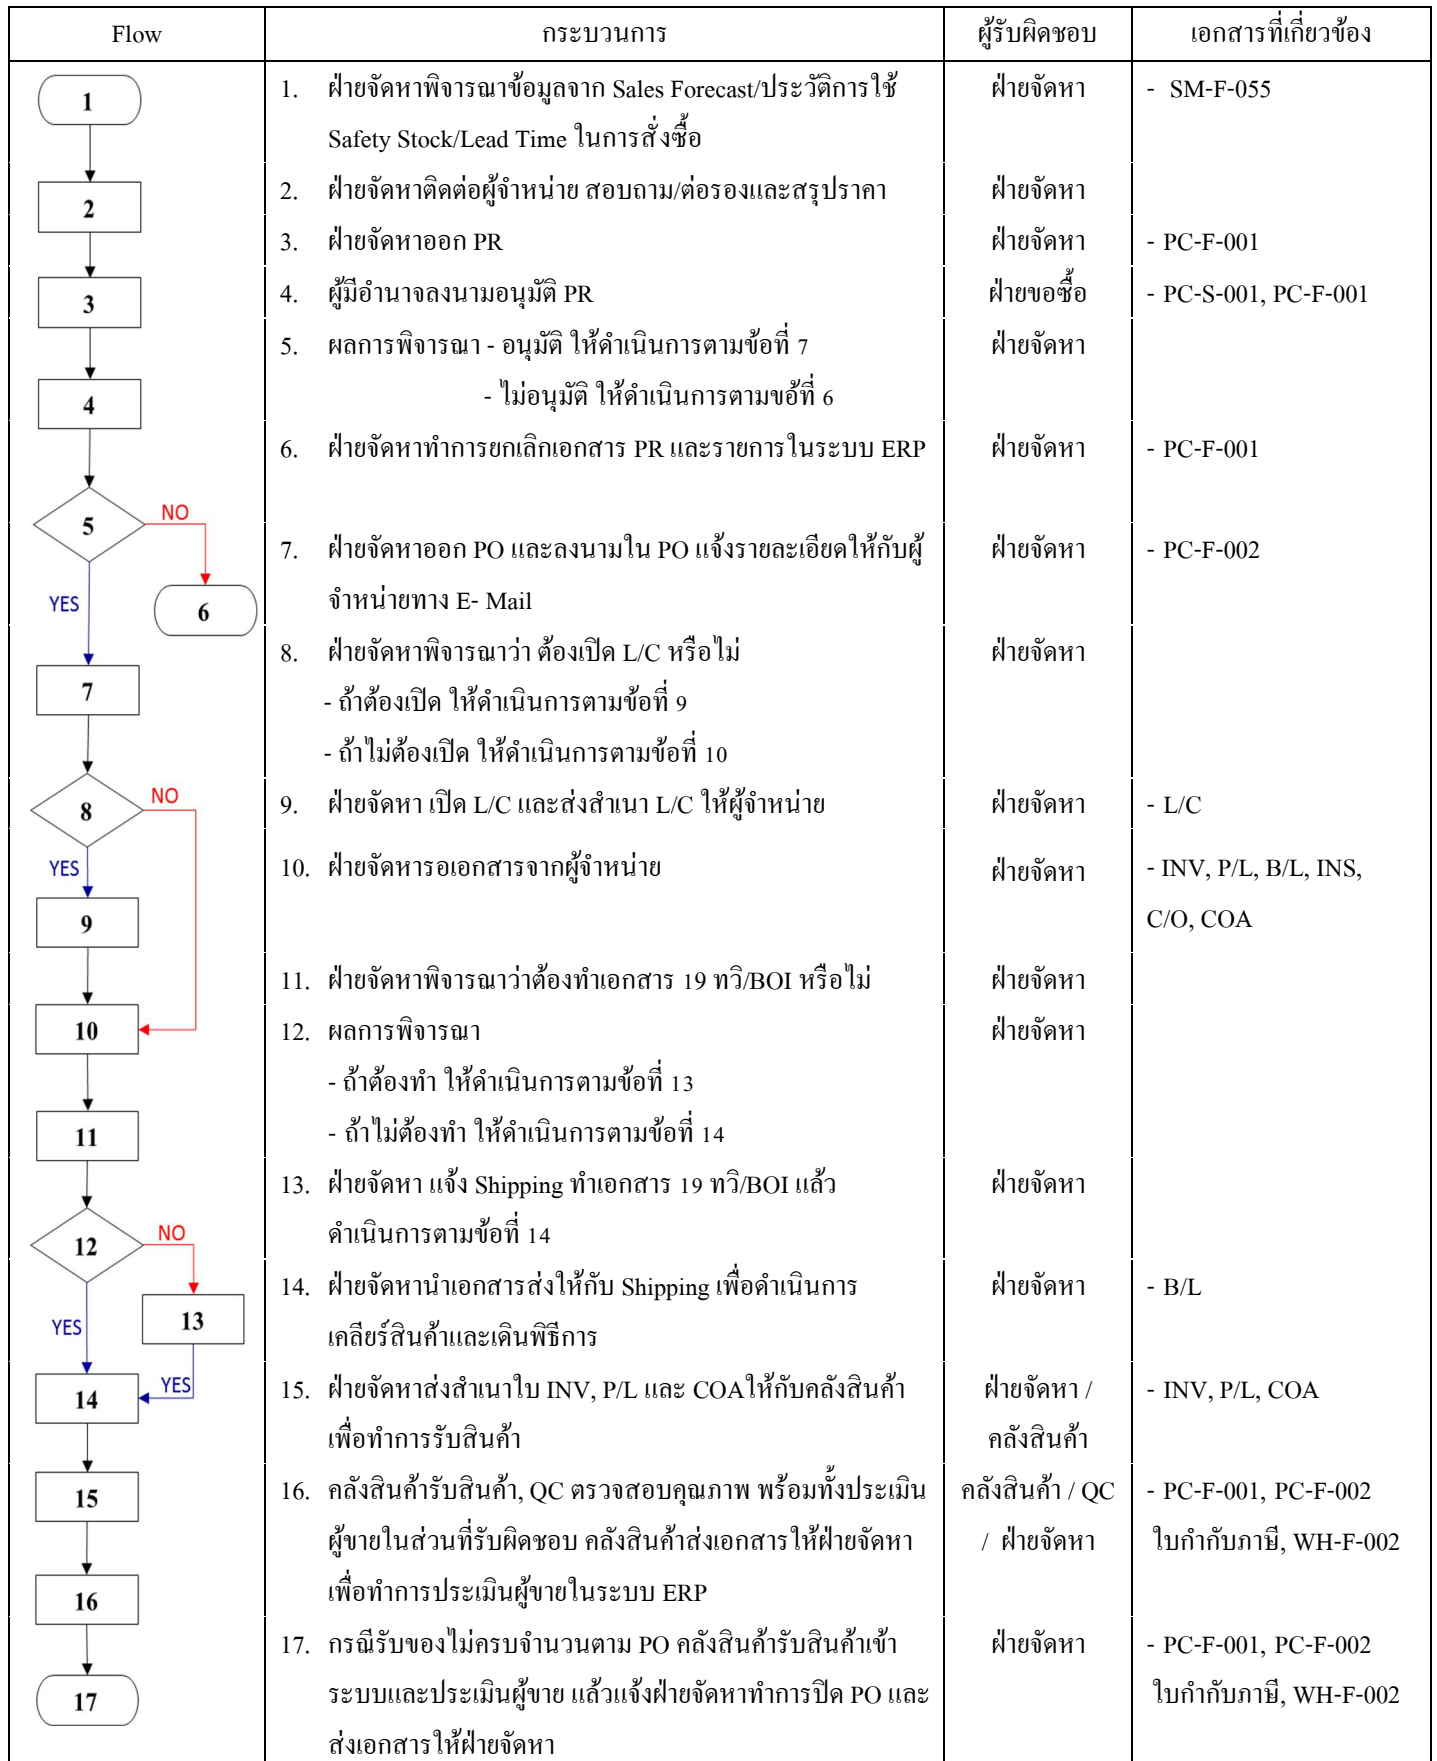 Flow กระบวนการ ผู้รับผิดชอบ เอกสารที่เกี่ยวข้อง
1 1. ฝ่ายจัดหาพิจารณาข้อมูลจาก Sales Forecast/ประวัติการใช้ ฝ่ายจัดหา - SM-F-055
Safety Stock/Lead Time ในการสั่งซื้อ
2 2. ฝ่ายจัดหาติดต่อผู้จำหน่าย สอบถาม/ต่อรองและสรุปราคา ฝ่ายจัดหา
3. ฝ่ายจัดหาออก PR ฝ่ายจัดหา - PC-F-001
3 4. ผู้มีอำนาจลงนามอนุมัติ PR ฝ่ายขอซื้อ - PC-S-001, PC-F-001
5. ผลการพิจารณา - อนุมัติ ให้ดำเนินการตามข้อที่ 7 ฝ่ายจัดหา
4 - ไม่อนุมัติ ให้ดำเนินการตามขอ้ที่ 6
6. ฝ่ายจัดหาทำการยกเลิกเอกสาร PR และรายการในระบบ ERP ฝ่ายจัดหา - PC-F-001
5 NO
7. ฝ่ายจัดหาออก PO และลงนามใน PO แจ้งรายละเอียดให้กับผู้ ฝ่ายจัดหา - PC-F-002
YES 6 จำหน่ายทาง E- Mail
8. ฝ่ายจัดหาพิจารณาว่า ต้องเปิด L/C หรือไม่ ฝ่ายจัดหา
7 - ถ้าต้องเปิด ให้ดำเนินการตามข้อที่ 9
- ถ้าไม่ต้องเปิด ให้ดำเนินการตามข้อที่ 10
8 NO 9. ฝ่ายจัดหา เปิด L/C และส่งสำเนา L/C ให้ผู้จำหน่าย ฝ่ายจัดหา - L/C
YES 10. ฝ่ายจัดหารอเอกสารจากผู้จำหน่าย ฝ่ายจัดหา - INV, P/L, B/L, INS,
9 C/O, COA
11. ฝ่ายจัดหาพิจารณาว่าต้องทำเอกสาร 19 ทวิ/BOI หรือไม่ ฝ่ายจัดหา
10 12. ผลการพิจารณา ฝ่ายจัดหา
- ถ้าต้องทำ ให้ดำเนินการตามข้อที่ 13
11 - ถ้าไม่ต้องทำ ให้ดำเนินการตามข้อที่ 14
13. ฝ่ายจัดหา แจ้ง Shipping ทำเอกสาร 19 ทวิ/BOI แล้ว ฝ่ายจัดหา
12 NO ดำเนินการตามข้อที่ 14
14. ฝ่ายจัดหานำเอกสารส่งให้กับ Shipping เพื่อดำเนินการ ฝ่ายจัดหา - B/L
YES 13 เคลียร์สินค้าและเดินพิธีการ
14 YES 15. ฝ่ายจัดหาส่งสำเนาใบ INV, P/L และ COAให้กับคลังสินค้า ฝ่ายจัดหา / - INV, P/L, COA
เพื่อทำการรับสินค้า คลังสินค้า
15 16. คลังสินค้ารับสินค้า, QC ตรวจสอบคุณภาพ พร้อมทั้งประเมิน คลังสินค้า / QC - PC-F-001, PC-F-002
ผู้ขายในส่วนที่รับผิดชอบ คลังสินค้าส่งเอกสารให้ฝ่ายจัดหา / ฝ่ายจัดหา ใบกำกับภาษี, WH-F-002
16 เพื่อทำการประเมินผู้ขายในระบบ ERP
17. กรณีรับของไม่ครบจำนวนตาม PO คลังสินค้ารับสินค้าเข้า ฝ่ายจัดหา - PC-F-001, PC-F-002
17 ระบบและประเมินผู้ขาย แล้วแจ้งฝ่ายจัดหาทำการปิด PO และ ใบกำกับภาษี, WH-F-002
ส่งเอกสารให้ฝ่ายจัดหา